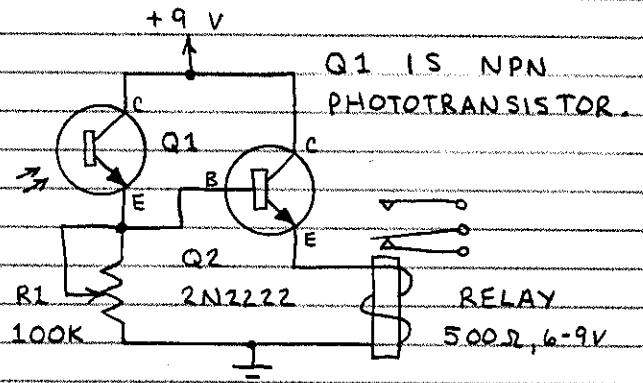 +9 V
Q1 IS NPN
PHOTOTRANSISTOR.
C
Q1
C
B
E
E
Q2
R1
2N2222
RELAY
100K
500Ω, 6-9V